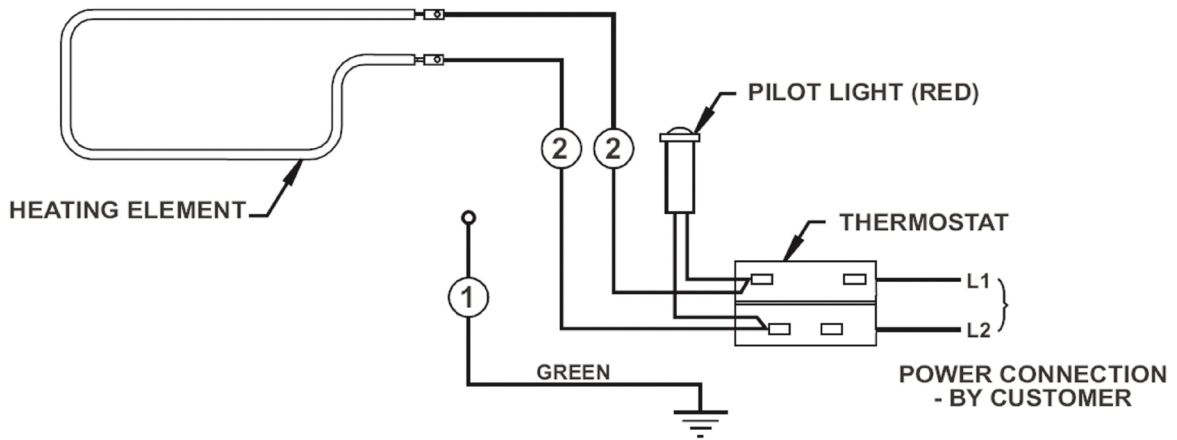 PILOT LIGHT (RED)
2
2
HEATING ELEMENT
THERMOSTAT
1
L1
L2
GREEN
POWER CONNECTION
- BY CUSTOMER